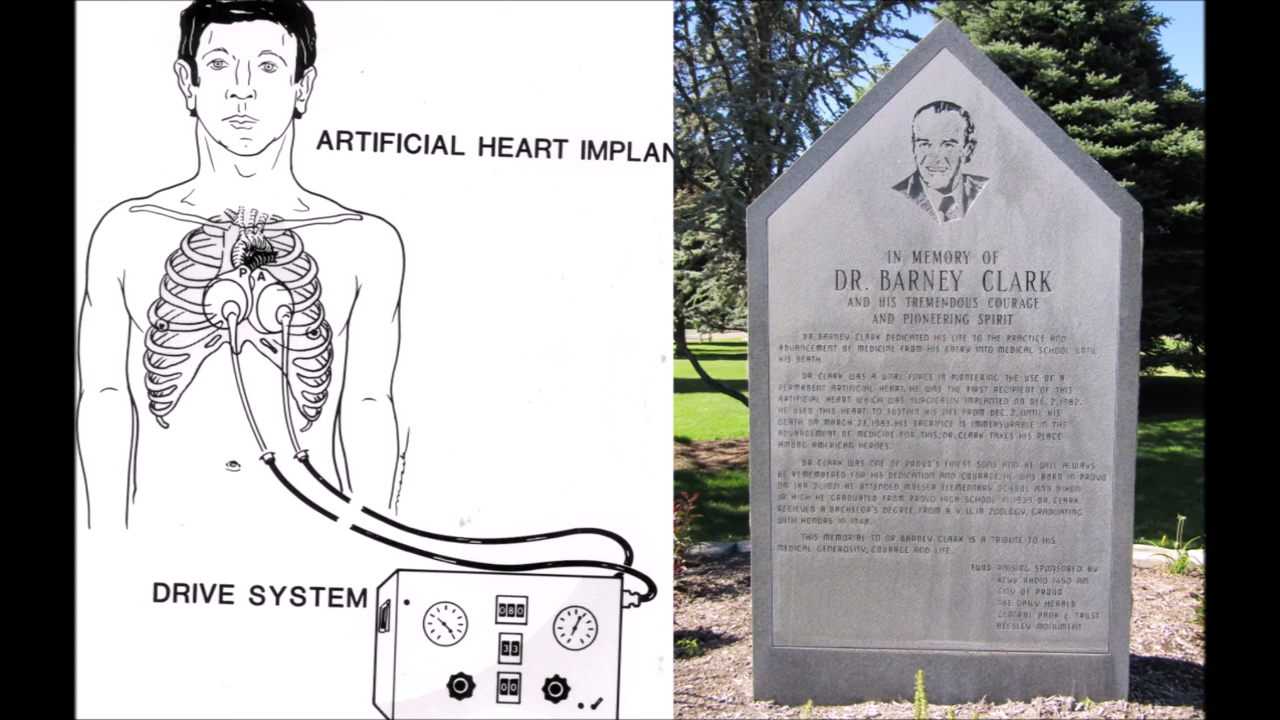 ARTIFICIAL HEART IMPLAN
P A
DRIVE SYSTEM
080
33
00
IN MEMORY OF
DR. BARNEY CLARK
AND HIS TREMENDOUS COURAGE
AND PIONEERING SPIRIT
DR. BARNEY CLARK DEDICATED HIS LIFE TO THE PRACTICE AND
ADVANCEMENT OF MEDICINE FROM HIS ENTRY INTO MEDICAL SCHOOL UNTIL
HIS DEATH.
DR. CLARK WAS A VITAL FORCE IN PIONEERING THE USE OF A
PERMANENT ARTIFICIAL HEART. HE WAS THE FIRST RECIPIENT OF THIS
ARTIFICIAL HEART WHICH WAS SURGICALLY IMPLANTED ON DEC. 2, 1982.
HE USED THIS HEART TO SUSTAIN HIS LIFE FROM DEC. 2, UNTIL HIS
DEATH ON MARCH 23, 1983. HIS SACRIFICE IS IMMEASURABLE IN THE
ADVANCEMENT OF MEDICINE. FOR THIS, DR. CLARK TAKES HIS PLACE
AMONG AMERICAN HEROES.
DR. CLARK WAS ONE OF PROVO'S FINEST SONS AND HE WILL ALWAYS
BE REMEMBERED FOR HIS DEDICATION AND COURAGE. HE WAS BORN IN PROVO
ON JAN. 21, 1921. HE ATTENDED MAESER ELEMENTARY SCHOOL AND DIXON
JR. HIGH. HE GRADUATED FROM PROVO HIGH SCHOOL IN 1939. DR. CLARK
RECIEVED A BACHELOR'S DEGREE FROM B. Y. U. IN ZOOLOGY, GRADUATING
WITH HONORS IN 1948.
THIS MEMORIAL TO DR. BARNEY CLARK IS A TRIBUTE TO HIS
MEDICAL GENEROSITY, COURAGE AND LIFE.
FUND RAISING SPONSORED BY
KEYY RADIO 1450 AM
CITY OF PROVO
THE DAILY HERALD
CENTRAL BANK & TRUST
BEESLEY MONUMENT